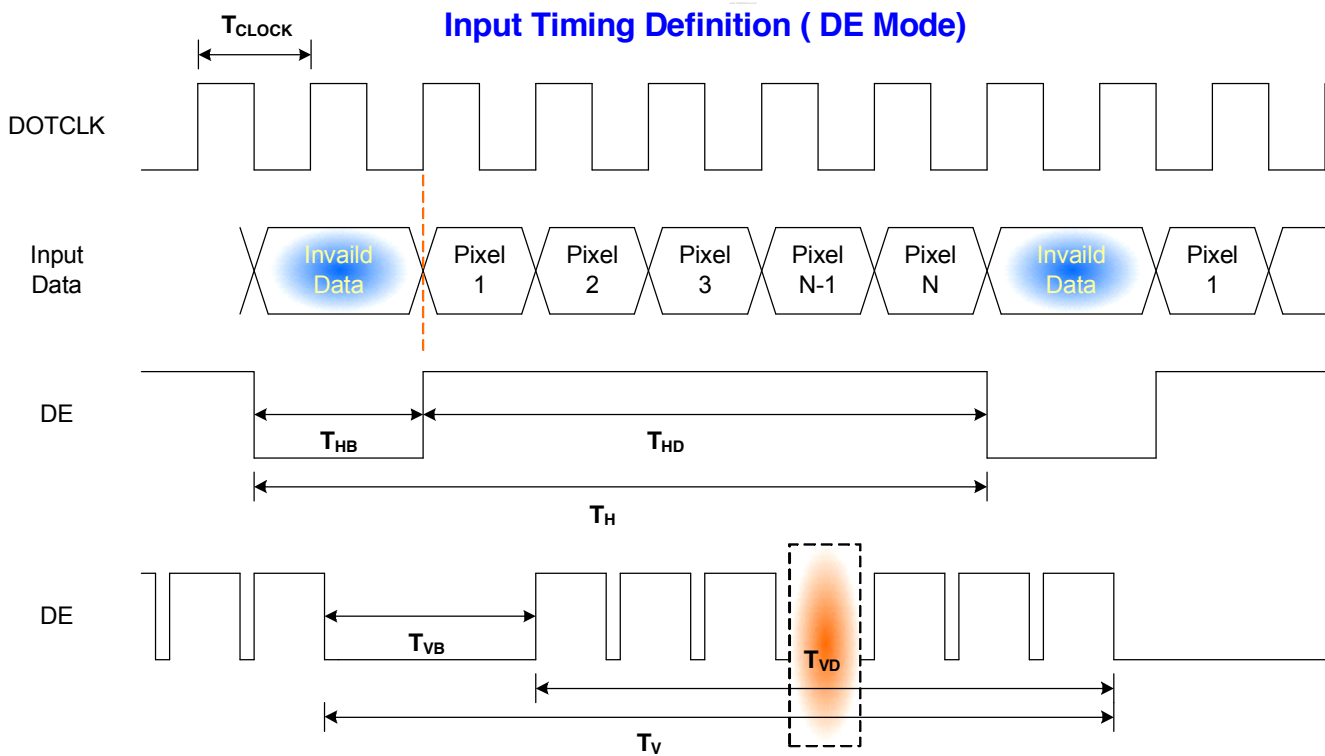 Input Timing Definition ( DE Mode)
TCLOCK
DOTCLK
Input
Data
Invaild
Data
Pixel
1
Pixel
2
Pixel
3
Pixel
N-1
Pixel
N
Invaild
Data
Pixel
1
DE
THB
THD
TH
DE
TVB
TVD
TV